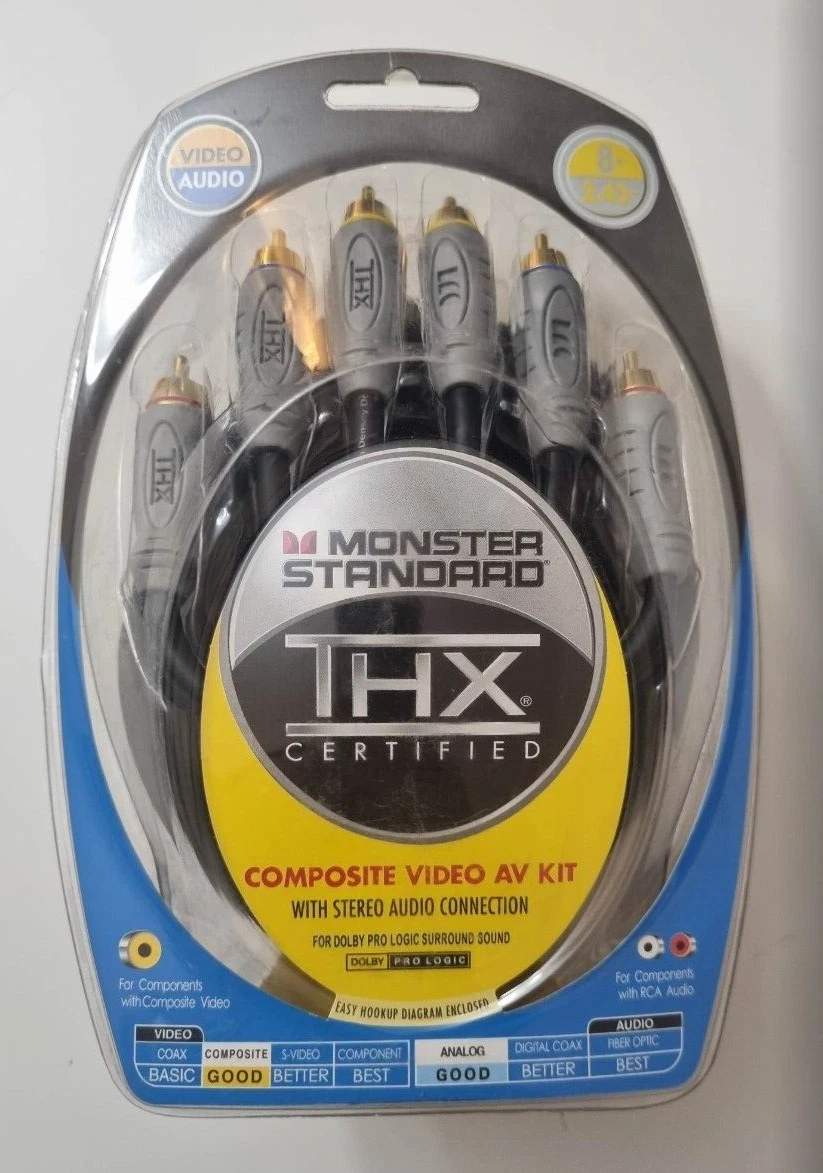 VIDEO
AUDIO
8-
THX
THX
THX
MONSTER
STANDARD®
THX®
CERTIFIED
COMPOSITE VIDEO AV KIT
WITH STEREO AUDIO CONNECTION
FOR DOLBY PRO LOGIC SURROUND SOUND
DOLBY PRO LOGIC
For Components
with Composite Video
For Components
with RCA Audio
EASY HOOKUP DIAGRAM ENCLOSED
VIDEO
COAX COMPOSITE S-VIDEO COMPONENT
BASIC GOOD BETTER BEST
AUDIO
ANALOG DIGITAL COAX FIBER OPTIC
GOOD BETTER BEST